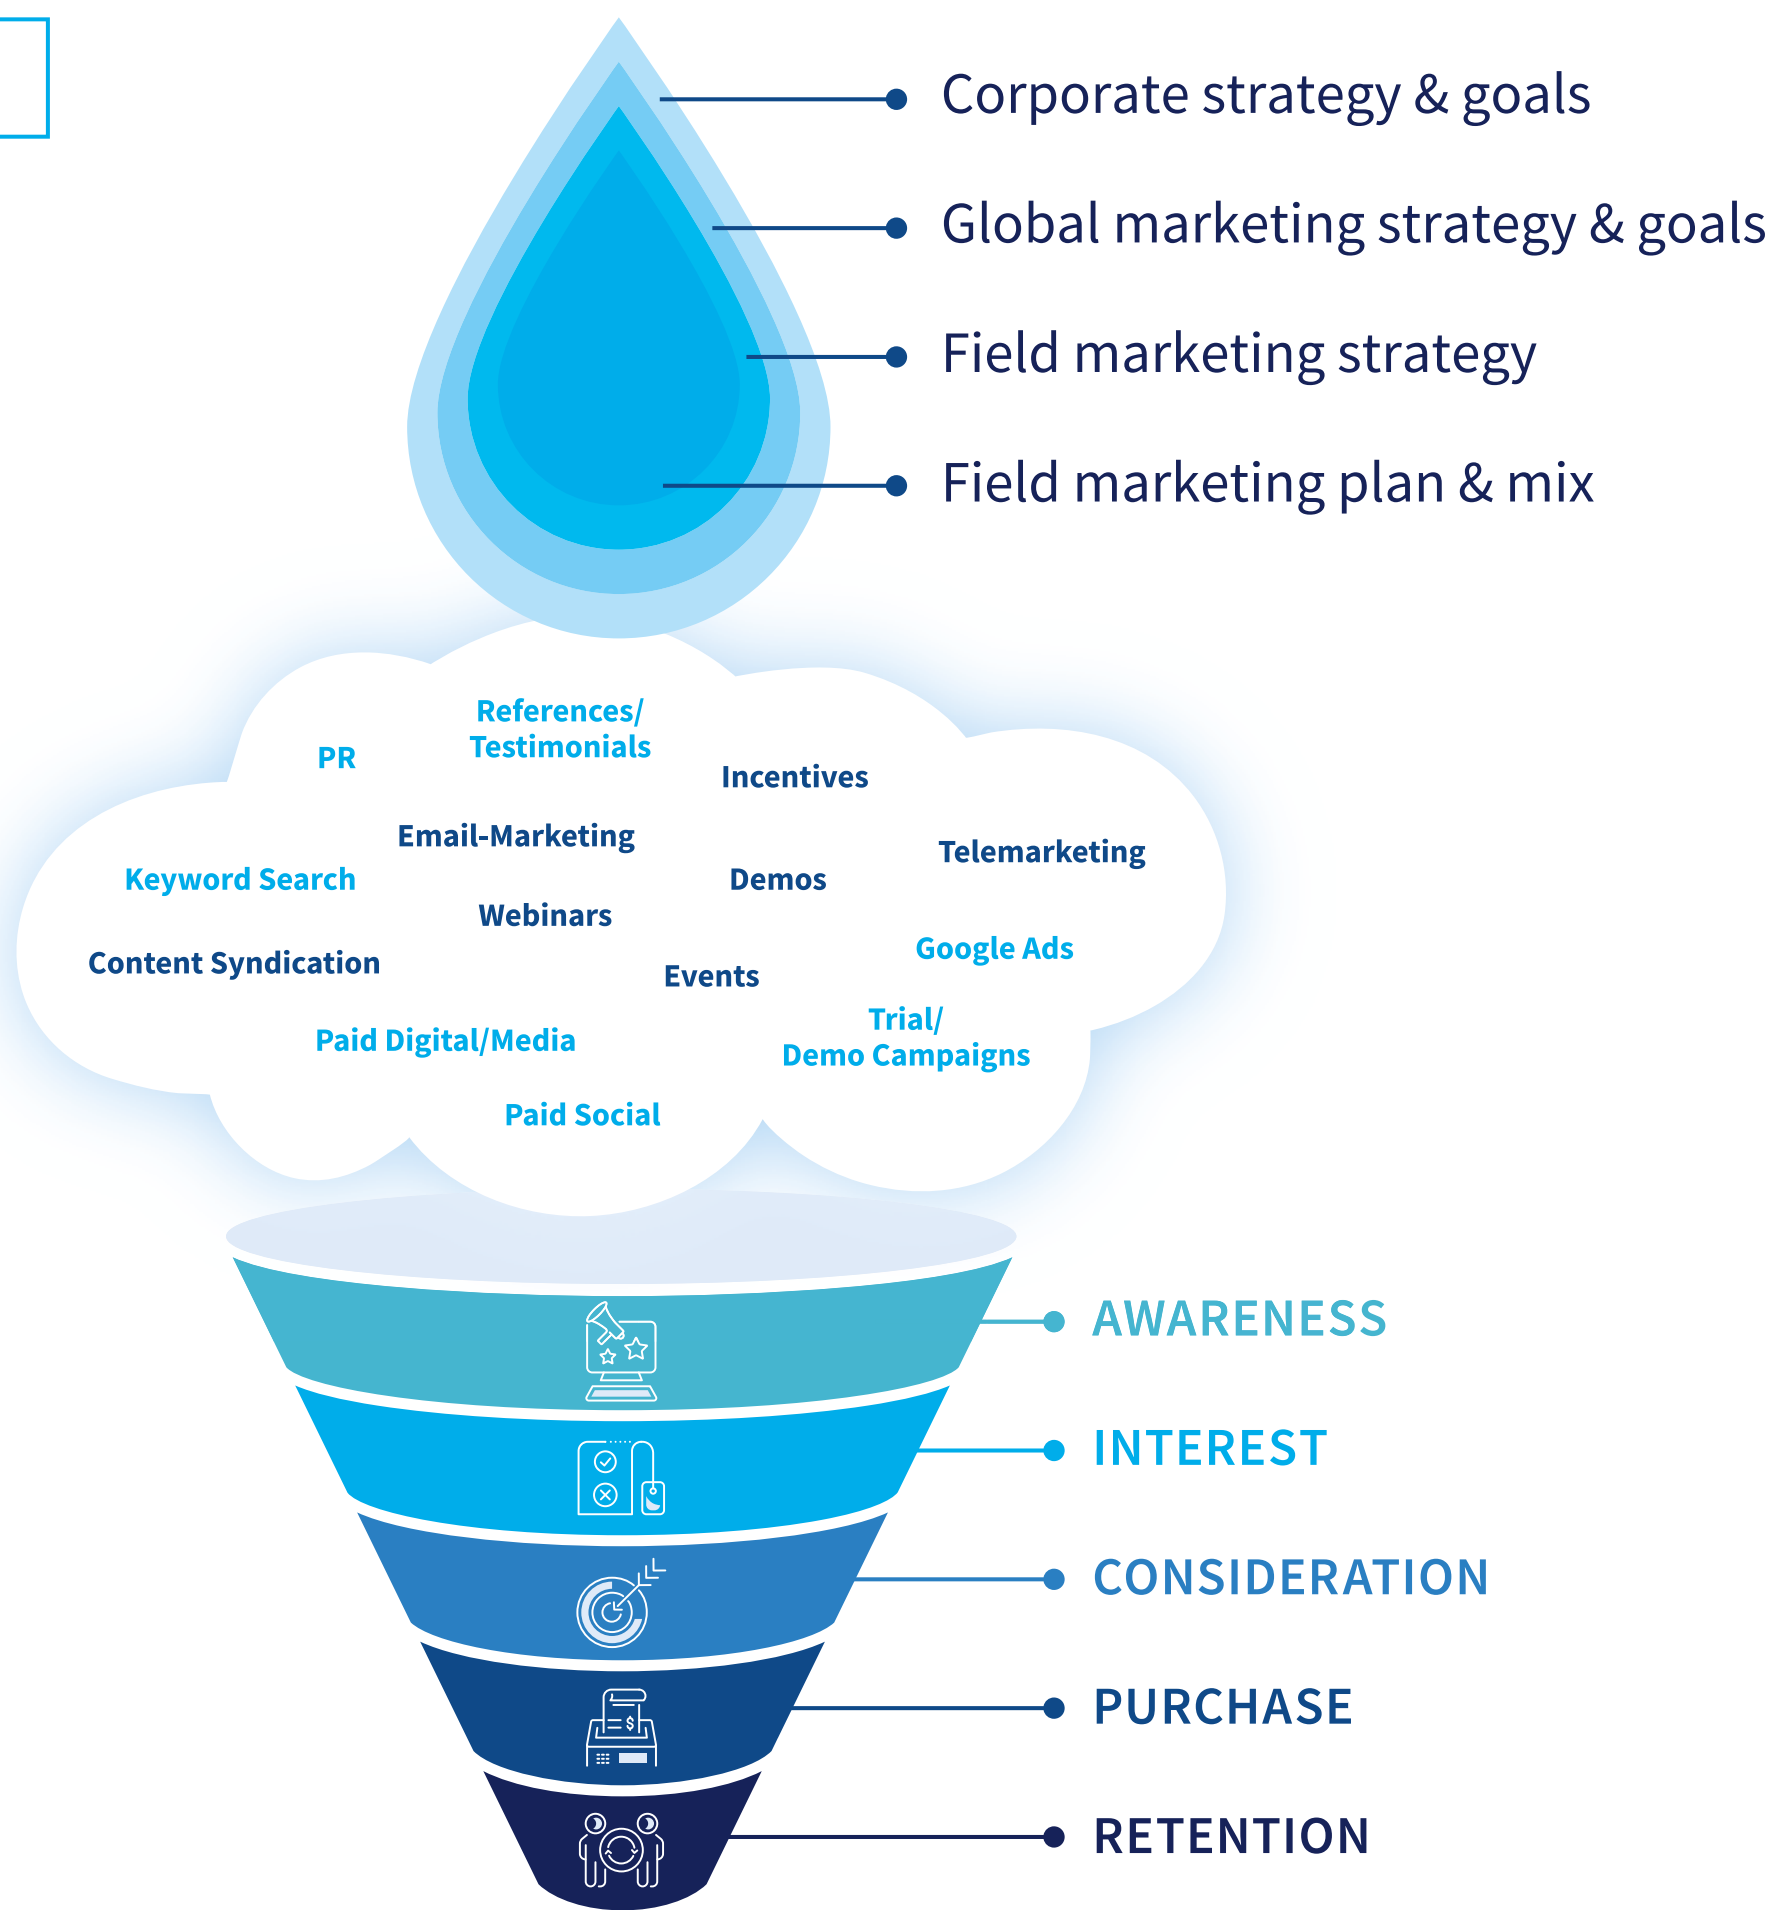 Corporate strategy & goals
Global marketing strategy & goals
Field marketing strategy
Field marketing plan & mix
References/
Testimonials
PR
Incentives
Email-Marketing
Telemarketing
Keyword Search
Demos
Webinars
Google Ads
Content Syndication
Events
Trial/
Demo Campaigns
Paid Digital/Media
Paid Social
AWARENESS
INTEREST
CONSIDERATION
$
PURCHASE
RETENTION